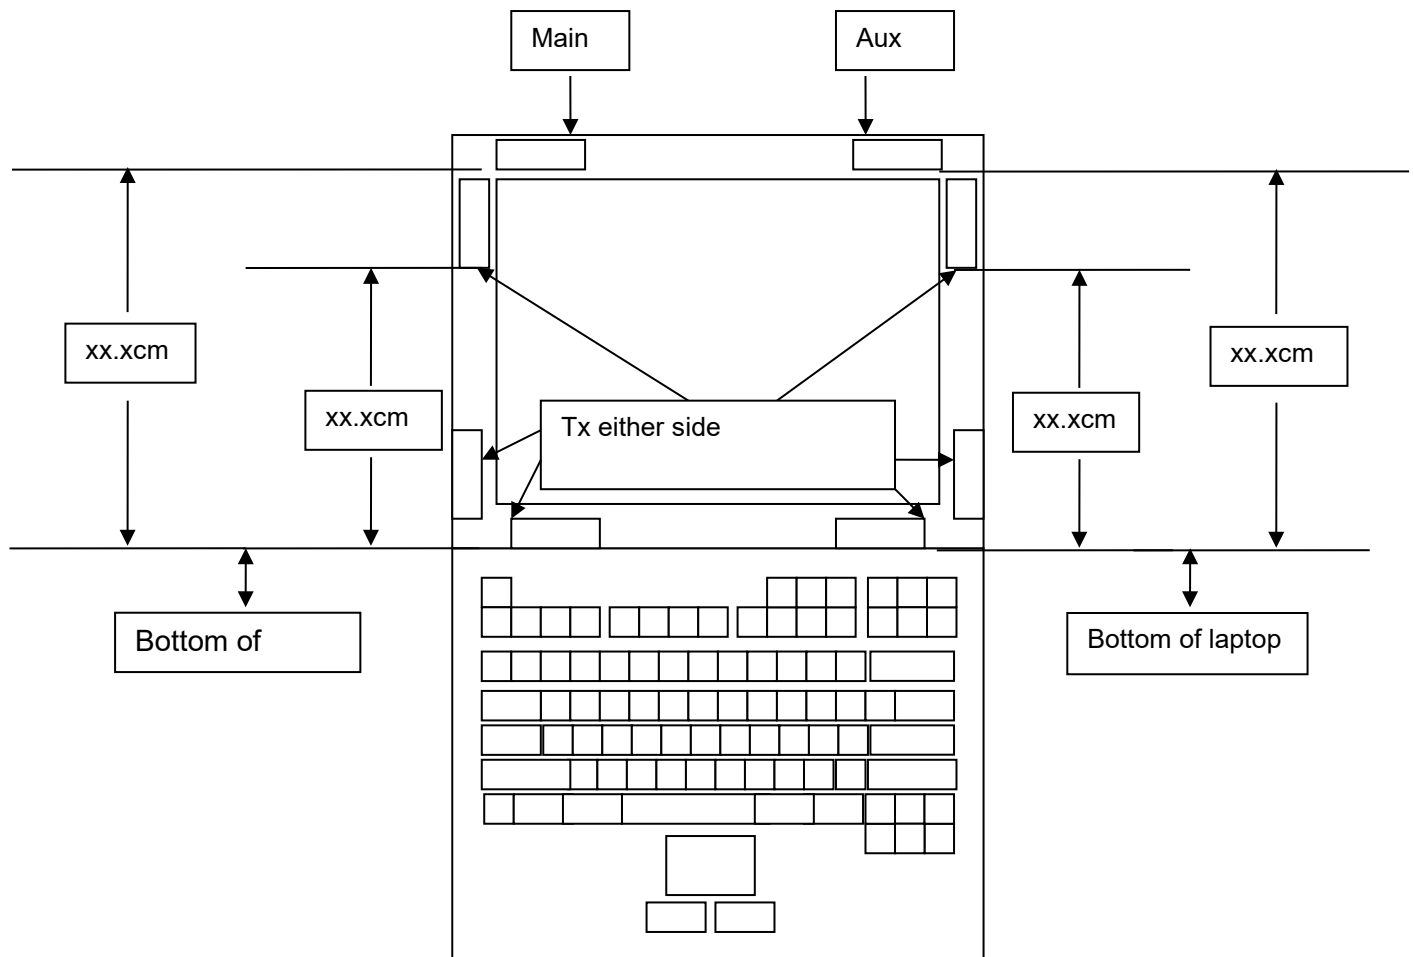 Main
Aux
xx.xcm
xx.xcm
xx.xcm
xx.xcm
Tx either side
Bottom of
Bottom of laptop